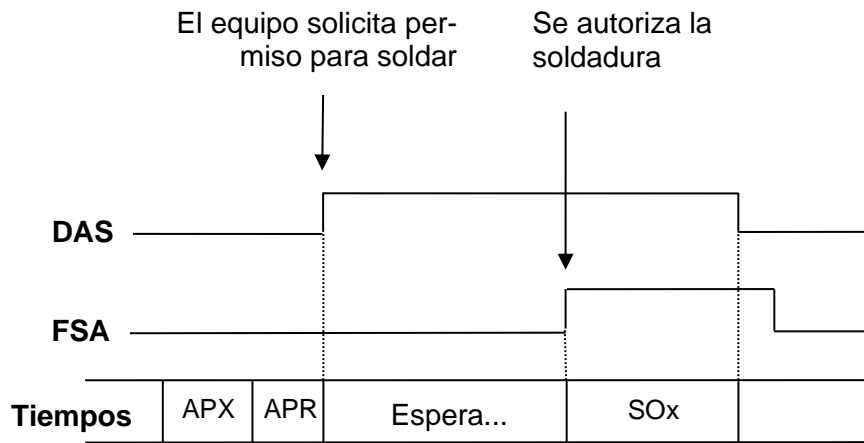 El equipo solicita per-
miso para soldar
Se autoriza la
soldadura
DAS
FSA
Tiempos
APX
APR
Espera...
SOx